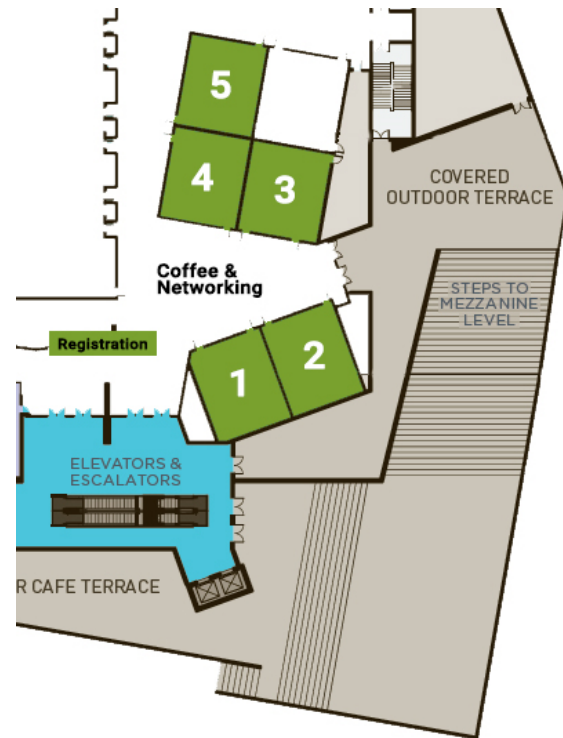 5
4
3
COVERED
OUTDOOR TERRACE
Coffee &
Networking
STEPS TO
MEZZANINE
LEVEL
Registration
1
2
ELEVATORS &
ESCALATORS
R CAFE TERRACE